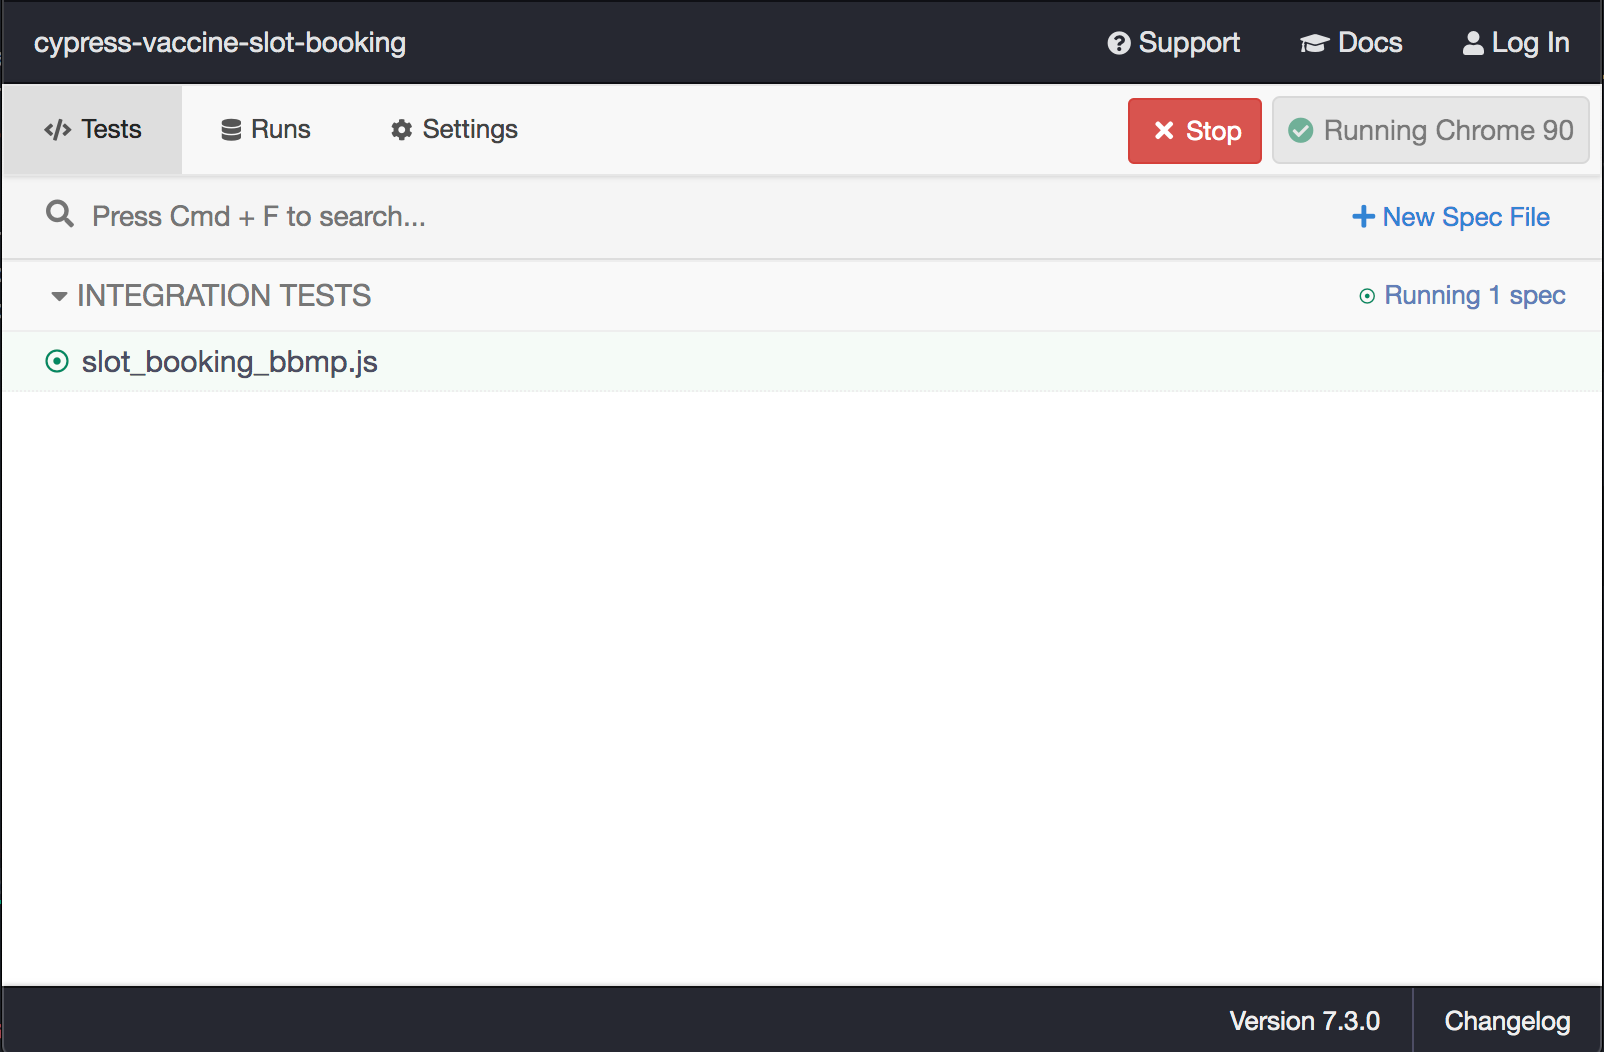 cypress-vaccine-slot-booking Support Docs Log In
Tests Runs Settings Stop Running Chrome 90
Press Cmd + F to search... New Spec File
INTEGRATION TESTS Running 1 spec
slot_booking_bbmp.js
Version 7.3.0 Changelog